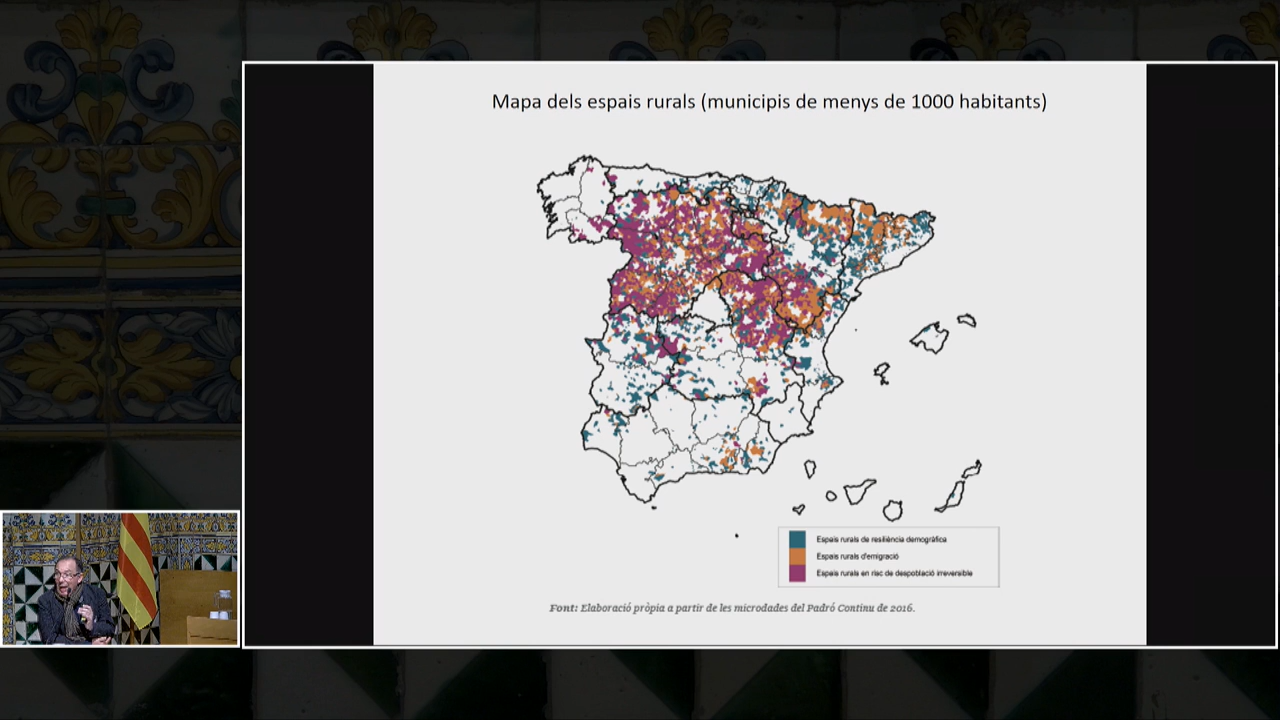 Mapa dels espais rurals (municipis de menys de 1000 habitants)
Espais rurals de resiliència demogràfica
Espais rurals d'emigració
Espais rurals en risc de despoblació irreversible
Font: Elaboració pròpia a partir de les microdades del Padró Continu de 2016.